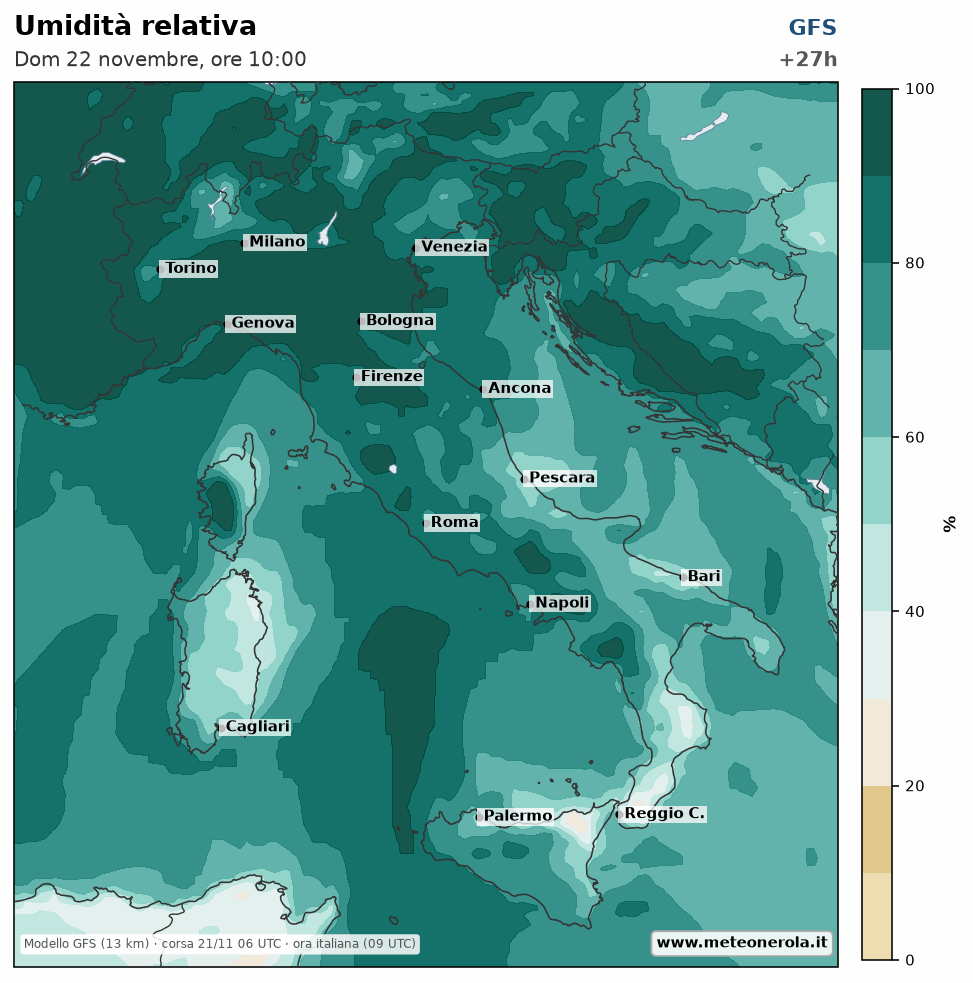 Umidità relativa
GFS
Dom 22 novembre, ore 10:00
+27h
100
80
60
40
20
0
%
Milano
Venezia
Torino
Genova
Bologna
Firenze
Ancona
Pescara
Roma
Bari
Napoli
Cagliari
Palermo
Reggio C.
Modello GFS (13 km) · corsa 21/11 06 UTC · ora italiana (09 UTC)
www.meteonerola.it